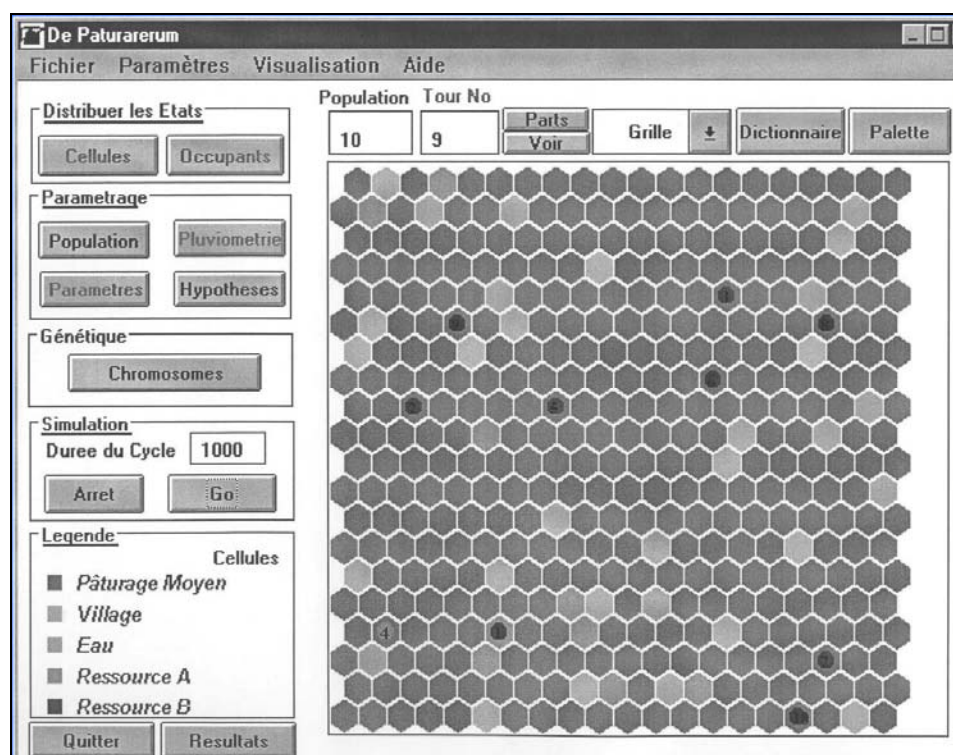 De Paturarerum
Fichier Paramètres Visualisation Aide
Distribuer les Etats
Cellules Occupants
Parametrage
Population Pluviometrie
Parametres Hypotheses
Génétique
Chromosomes
Simulation
Duree du Cycle 1000
Arret Go
Legende
Cellules
Pâturage Moyen
Village
Eau
Ressource A
Ressource B
Quitter Resultats
Population Tour No
10 9 Parts Voir Grille Dictionnaire Palette
4